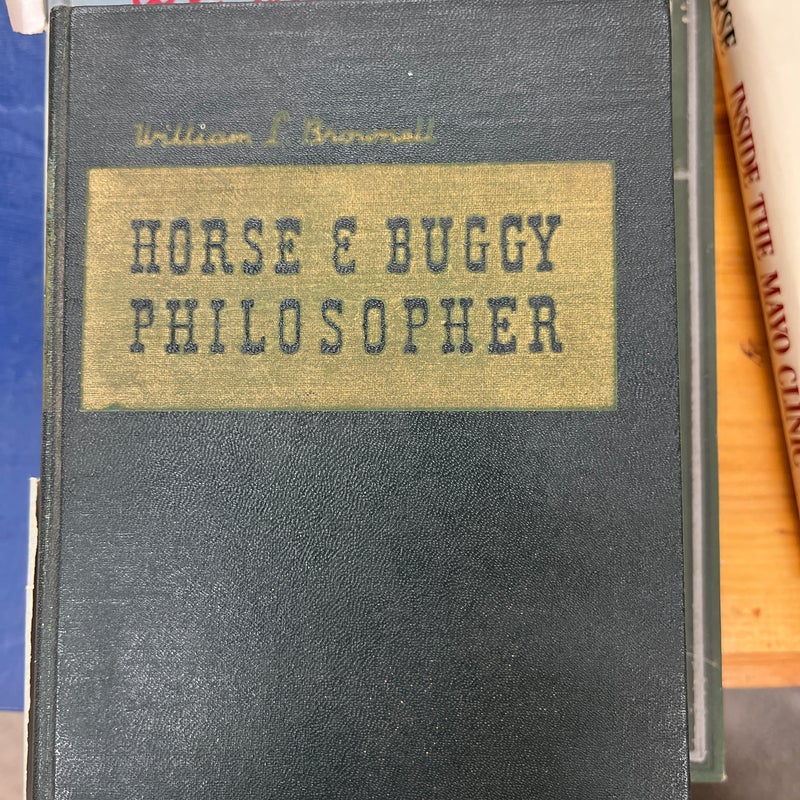 William L. Brownell
HORSE & BUGGY
PHILOSOPHER
INSIDE THE MAYO CLINIC